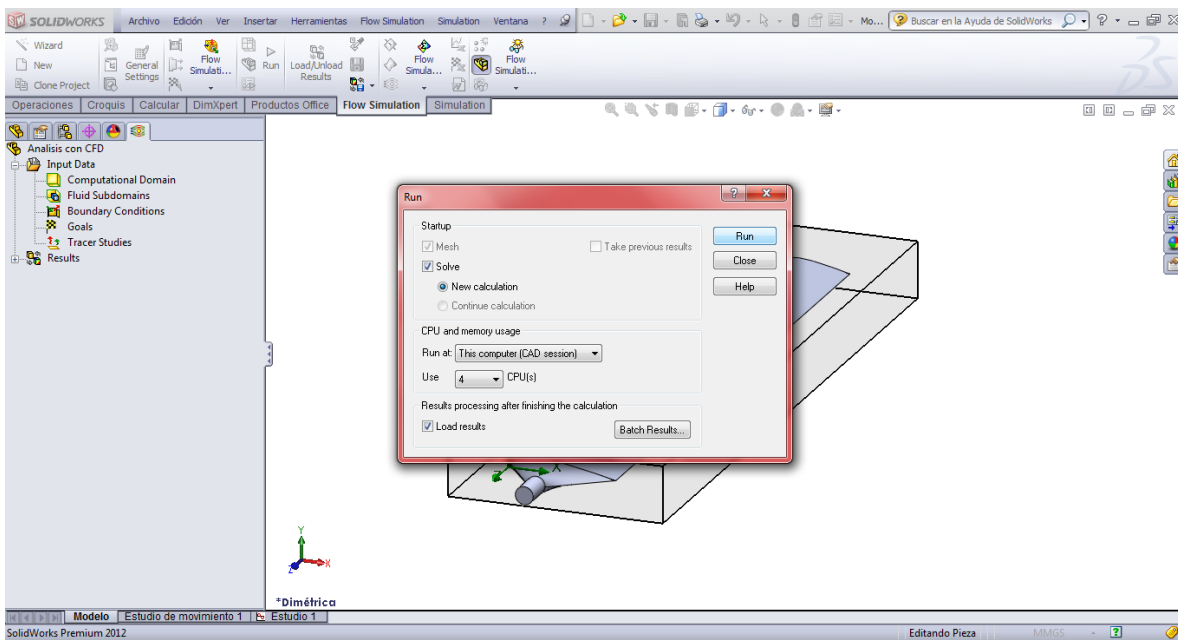 SOLIDWORKS Archivo Edición Ver Insertar Herramientas Flow Simulation Simulation Ventana ? Mo... Buscar en la Ayuda de SolidWorks ?
Wizard
New
Clone Project
General Settings
Flow Simulati...
Run
Load/Unload Results
Flow Simula...
Flow Simulati...
Operaciones Croquis Calcular DimXpert Productos Office Flow Simulation Simulation
Analisis con CFD
Input Data
Computational Domain
Fluid Subdomains
Boundary Conditions
Goals
Tracer Studies
Results
Run
?
Startup
Mesh Take previous results
Solve
New calculation
Continue calculation
Run
Close
Help
CPU and memory usage
Run at: This computer (CAD session)
Use 4 CPU(s)
Results processing after finishing the calculation
Load results Batch Results...
X
Y
X
Z
*Dimétrica
Modelo Estudio de movimiento 1 Estudio 1
SolidWorks Premium 2012 Editando Pieza MMGS - ?